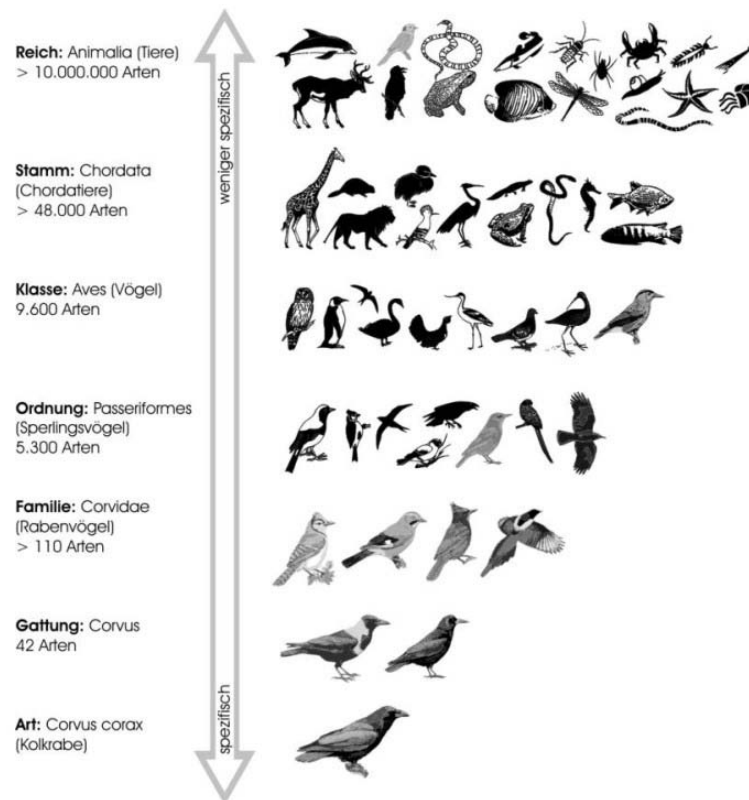 Reich: Animalia (Tiere)
> 10.000.000 Arten
weniger spezifisch
Stamm: Chordata
(Chordatiere)
> 48.000 Arten
Klasse: Aves (Vögel)
9.600 Arten
Ordnung: Passeriformes
(Sperlingsvögel)
5.300 Arten
Familie: Corvidae
(Rabenvögel)
> 110 Arten
Gattung: Corvus
42 Arten
spezifisch
Art: Corvus corax
(Kolkrabe)